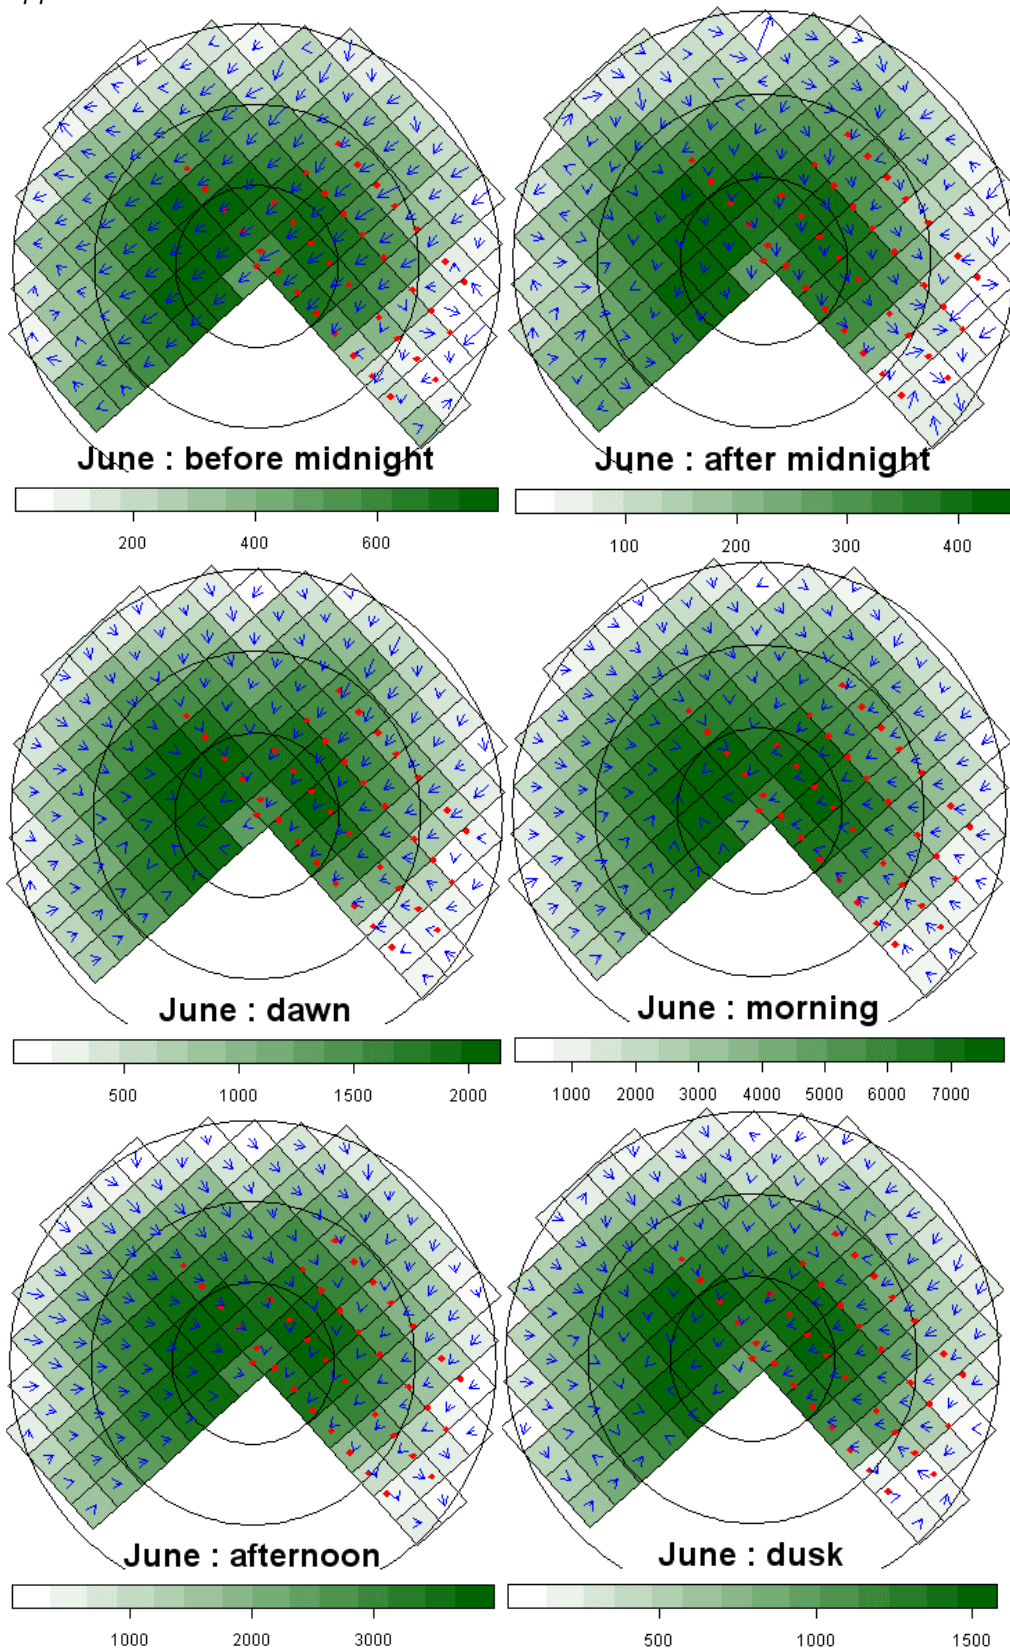 June : before midnight
June : after midnight
200 400 600
100 200 300 400
June : dawn
June : morning
500 1000 1500 2000
1000 2000 3000 4000 5000 6000 7000
June : afternoon
June : dusk
1000 2000 3000
500 1000 1500